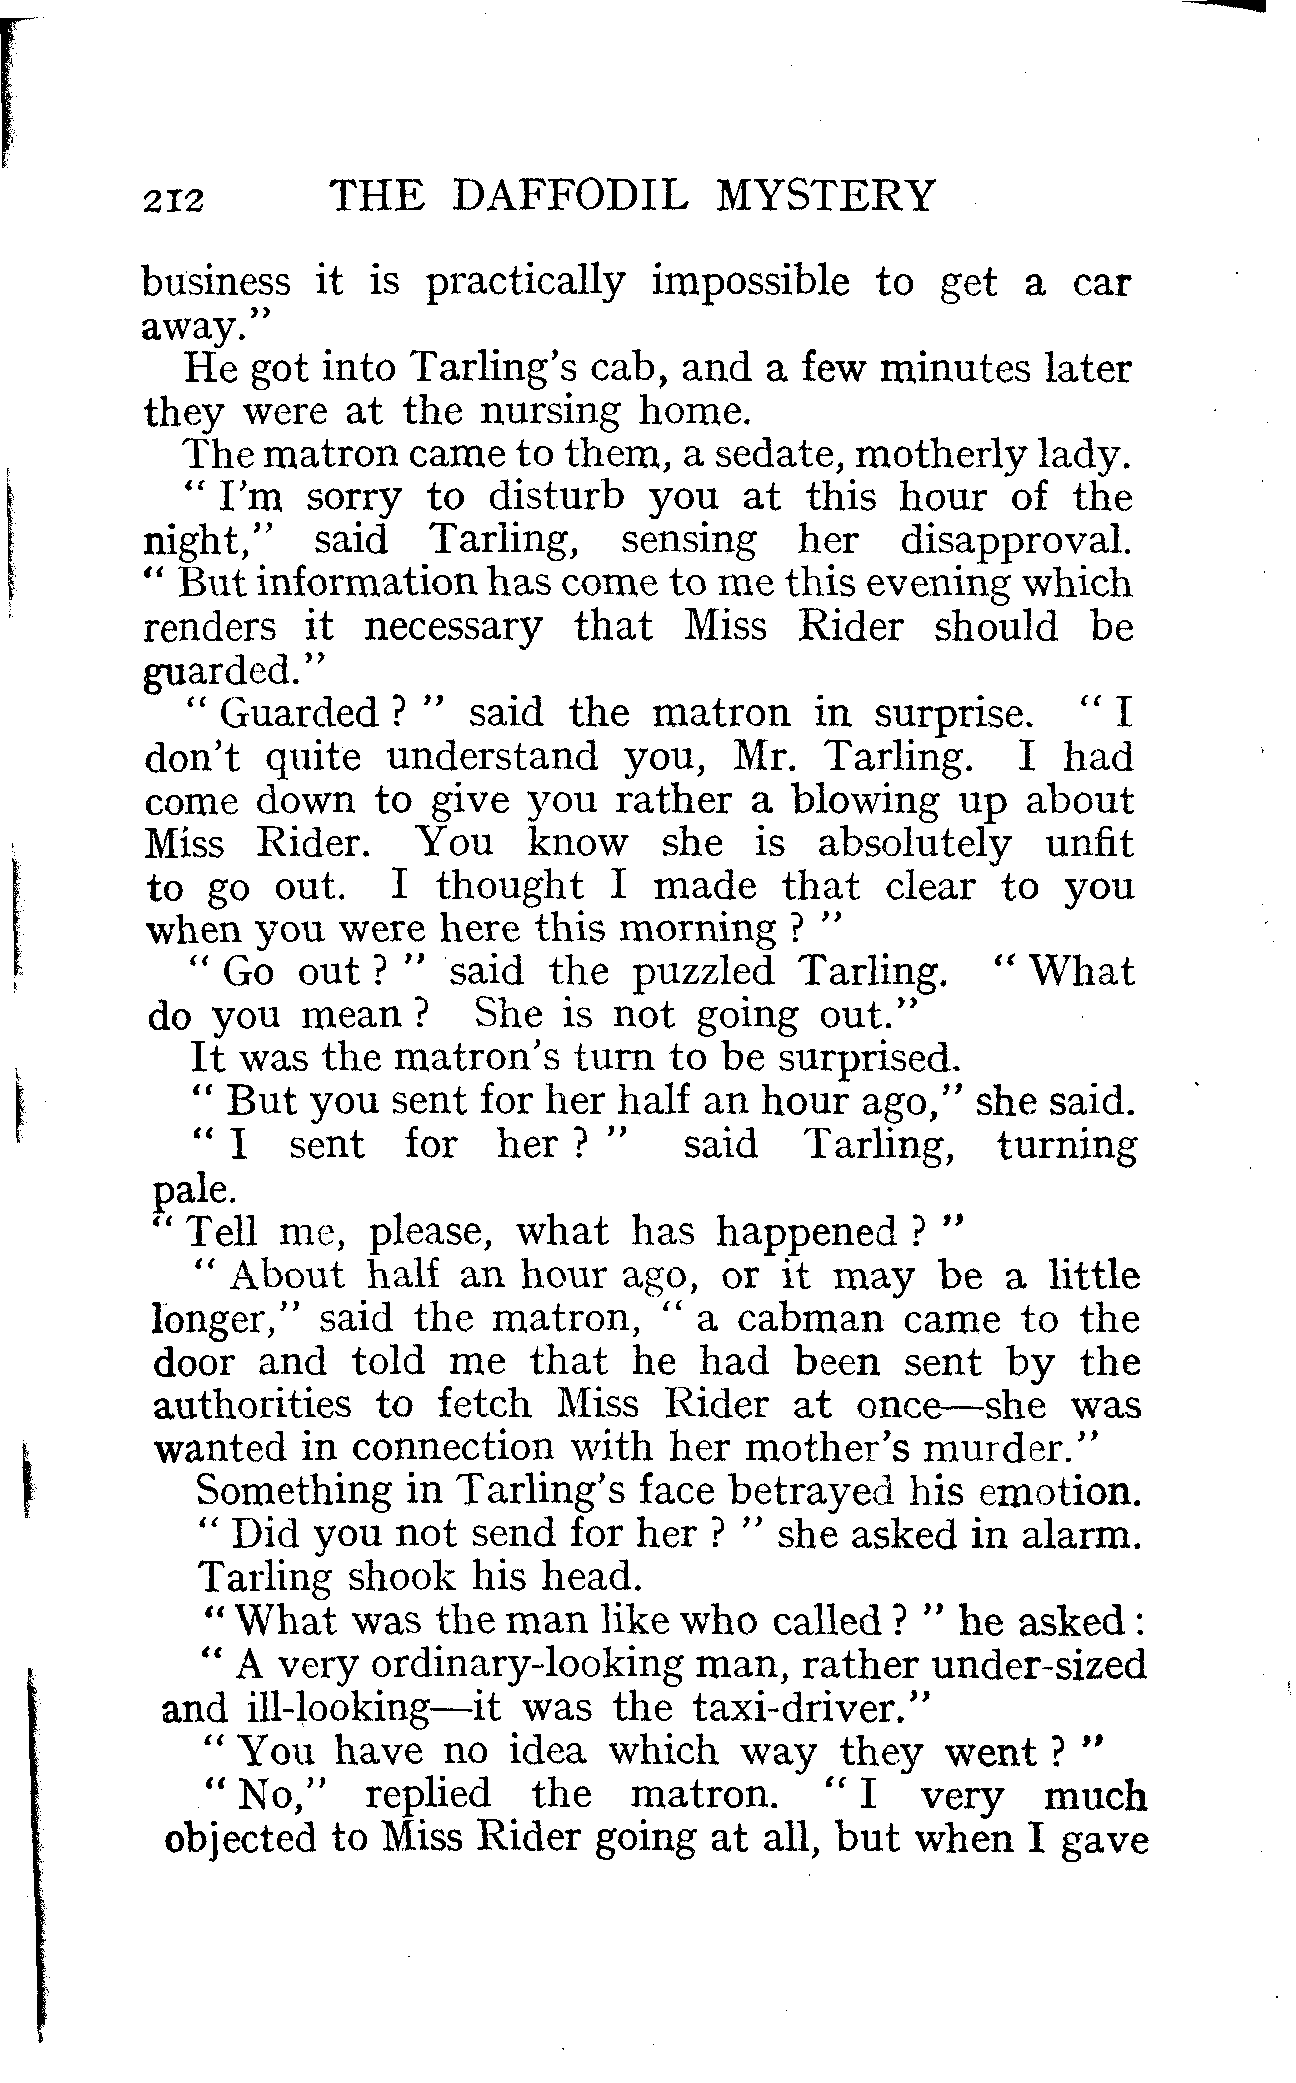 212 THE DAFFODIL MYSTERY
business it is practically impossible to get a car
away."
He got into Tarling's cab, and a few minutes later
they were at the nursing home.
The matron came to them, a sedate, motherly lady.
" I'm sorry to disturb you at this hour of the
night," said Tarling, sensing her disapproval.
" But information has come to me this evening which
renders it necessary that Miss Rider should be
guarded."
" Guarded ? " said the matron in surprise. " I
don't quite understand you, Mr. Tarling. I had
come down to give you rather a blowing up about
Miss Rider. You know she is absolutely unfit
to go out. I thought I made that clear to you
when you were here this morning ? "
" Go out ? " said the puzzled Tarling. " What
do you mean ? She is not going out."
It was the matron's turn to be surprised.
" But you sent for her half an hour ago," she said.
" I sent for her ? " said Tarling, turning
pale.
" Tell me, please, what has happened ? "
" About half an hour ago, or it may be a little
longer," said the matron, " a cabman came to the
door and told me that he had been sent by the
authorities to fetch Miss Rider at once—she was
wanted in connection with her mother's murder."
Something in Tarling's face betrayed his emotion.
" Did you not send for her ? " she asked in alarm.
Tarling shook his head.
" What was the man like who called ? " he asked :
" A very ordinary-looking man, rather under-sized
and ill-looking—it was the taxi-driver."
" You have no idea which way they went ? "
" No," replied the matron. " I very much
objected to Miss Rider going at all, but when I gave